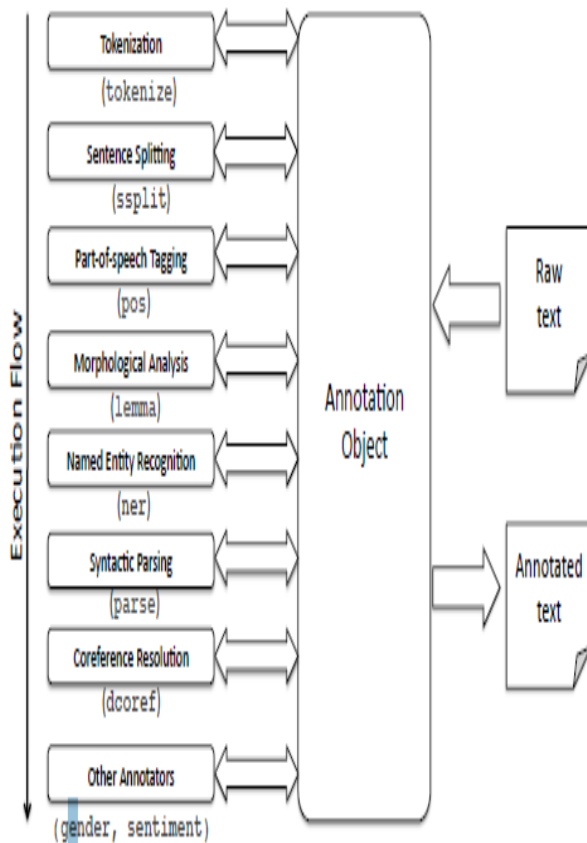 Execution Flow
Tokenization
(tokenize)
Sentence Splitting
(ssplit)
Part-of-speech Tagging
(pos)
Morphological Analysis
(lemma)
Named Entity Recognition
(ner)
Syntactic Parsing
(parse)
Coreference Resolution
(dcoref)
Other Annotators
(gender, sentiment)
Annotation
Object
Raw
text
Annotated
text